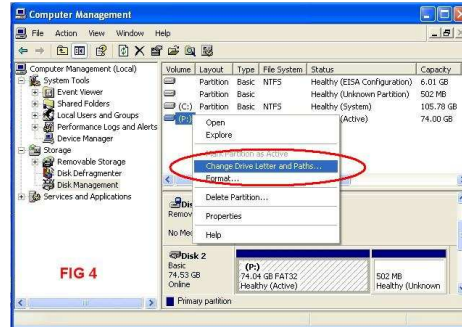 Computer Management
File Action View Window Help
Computer Management (Local)
System Tools
Event Viewer
Shared Folders
Local Users and Groups
Performance Logs and Alerts
Device Manager
Storage
Removable Storage
Disk Defragmenter
Disk Management
Services and Applications
Volume Layout Type File System Status Capacity
Partition Basic NTFS Healthy (EISA Configuration) 6.01 GB
Partition Basic Healthy (Unknown Partition) 502 MB
(C:) Partition Basic NTFS Healthy (System) 105.78 GB
(P:) (Active) 74.00 GB
Open
Explore
Mark Partition as Active
Change Drive Letter and Paths...
Format...
Delete Partition...
Properties
Help
Remov
No Me
Disk 2
Basic
74.53 GB
Online
(P:)
74.04 GB FAT32
Healthy (Active)
502 MB
Healthy (Unknown
Primary partition
FIG 4